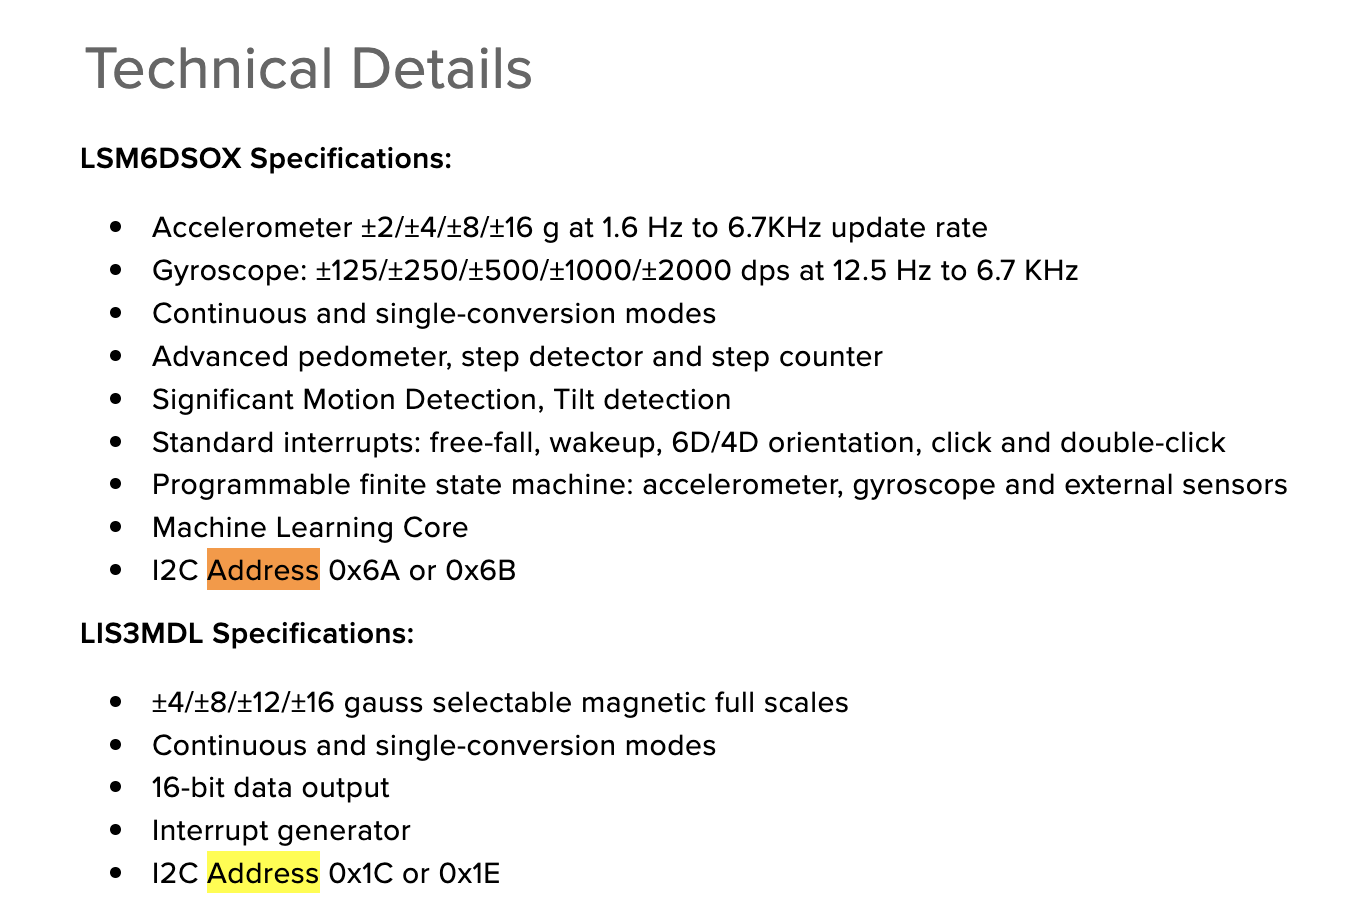 Technical Details
LSM6DSOX Specifications:
• Accelerometer ±2/±4/±8/±16 g at 1.6 Hz to 6.7KHz update rate
• Gyroscope: ±125/±250/±500/±1000/±2000 dps at 12.5 Hz to 6.7 KHz
• Continuous and single-conversion modes
• Advanced pedometer, step detector and step counter
• Significant Motion Detection, Tilt detection
• Standard interrupts: free-fall, wakeup, 6D/4D orientation, click and double-click
• Programmable finite state machine: accelerometer, gyroscope and external sensors
• Machine Learning Core
• I2C Address 0x6A or 0x6B
LIS3MDL Specifications:
• ±4/±8/±12/±16 gauss selectable magnetic full scales
• Continuous and single-conversion modes
• 16-bit data output
• Interrupt generator
• I2C Address 0x1C or 0x1E